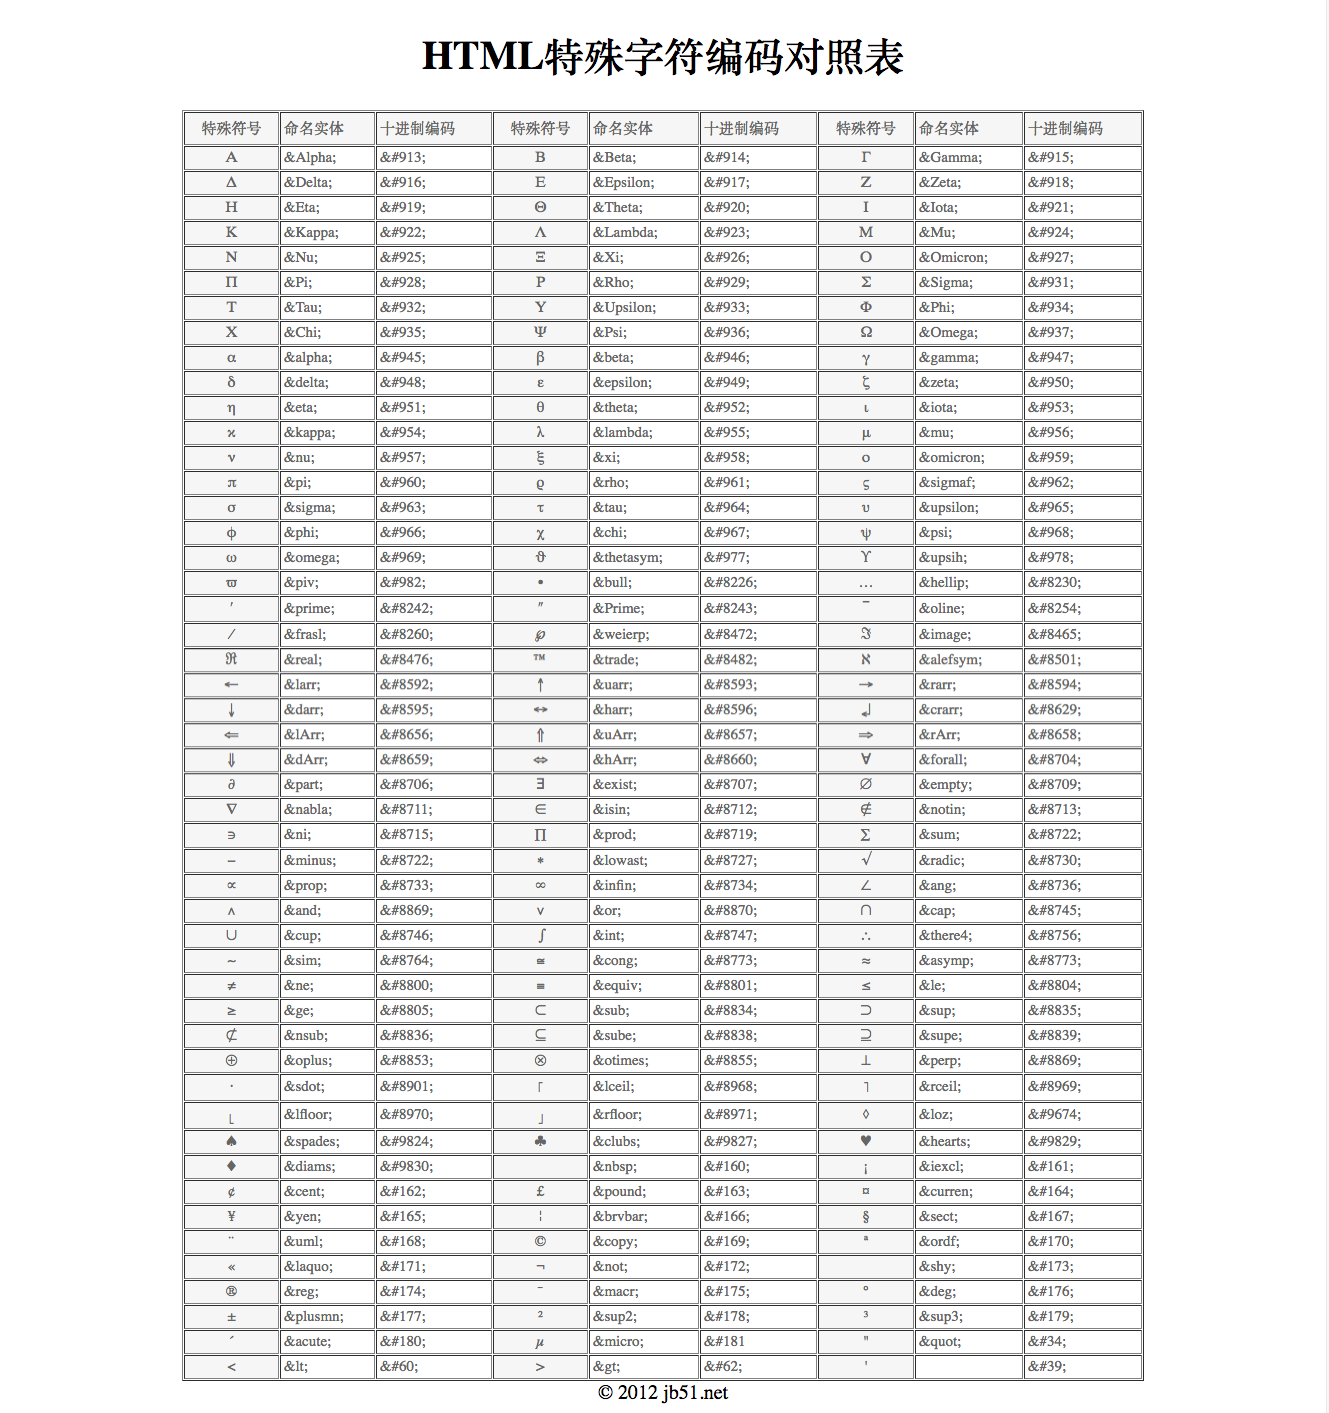 HTML特殊字符编码对照表
特殊符号 命名实体 十进制编码 特殊符号 命名实体 十进制编码 特殊符号 命名实体 十进制编码
Α &Alpha; &#913; Β &Beta; &#914; Γ &Gamma; &#915;
Δ &Delta; &#916; Ε &Epsilon; &#917; Ζ &Zeta; &#918;
Η &Eta; &#919; Θ &Theta; &#920; Ι &Iota; &#921;
Κ &Kappa; &#922; Λ &Lambda; &#923; Μ &Mu; &#924;
Ν &Nu; &#925; Ξ &Xi; &#926; Ο &Omicron; &#927;
Π &Pi; &#928; Ρ &Rho; &#929; Σ &Sigma; &#931;
Τ &Tau; &#932; Υ &Upsilon; &#933; Φ &Phi; &#934;
Χ &Chi; &#935; Ψ &Psi; &#936; Ω &Omega; &#937;
α &alpha; &#945; β &beta; &#946; γ &gamma; &#947;
δ &delta; &#948; ε &epsilon; &#949; ζ &zeta; &#950;
η &eta; &#951; θ &theta; &#952; ι &iota; &#953;
κ &kappa; &#954; λ &lambda; &#955; μ &mu; &#956;
ν &nu; &#957; ξ &xi; &#958; ο &omicron; &#959;
π &pi; &#960; ρ &rho; &#961; ς &sigmaf; &#962;
σ &sigma; &#963; τ &tau; &#964; υ &upsilon; &#965;
φ &phi; &#966; χ &chi; &#967; ψ &psi; &#968;
ω &omega; &#969; ϑ &thetasym; &#977; ϒ &upsih; &#978;
ϖ &piv; &#982; • &bull; &#8226; … &hellip; &#8230;
′ &prime; &#8242; ″ &Prime; &#8243; ‾ &oline; &#8254;
⁄ &frasl; &#8260; ℘ &weierp; &#8472; ℑ &image; &#8465;
ℜ &real; &#8476; ™ &trade; &#8482; ℵ &alefsym; &#8501;
← &larr; &#8592; ↑ &uarr; &#8593; → &rarr; &#8594;
↓ &darr; &#8595; ↔ &harr; &#8596; ↵ &crarr; &#8629;
⇐ &lArr; &#8656; ⇑ &uArr; &#8657; ⇒ &rArr; &#8658;
⇓ &dArr; &#8659; ⇔ &hArr; &#8660; ∀ &forall; &#8704;
∂ &part; &#8706; ∃ &exist; &#8707; ∅ &empty; &#8709;
∇ &nabla; &#8711; ∈ &isin; &#8712; ∉ &notin; &#8713;
∋ &ni; &#8715; ∏ &prod; &#8719; ∑ &sum; &#8722;
− &minus; &#8722; ∗ &lowast; &#8727; √ &radic; &#8730;
∝ &prop; &#8733; ∞ &infin; &#8734; ∠ &ang; &#8736;
∧ &and; &#8869; ∨ &or; &#8870; ∩ &cap; &#8745;
∪ &cup; &#8746; ∫ &int; &#8747; ∴ &there4; &#8756;
∼ &sim; &#8764; ≅ &cong; &#8773; ≈ &asymp; &#8773;
≠ &ne; &#8800; ≡ &equiv; &#8801; ≤ &le; &#8804;
≥ &ge; &#8805; ⊂ &sub; &#8834; ⊃ &sup; &#8835;
⊄ &nsub; &#8836; ⊆ &sube; &#8838; ⊇ &supe; &#8839;
⊕ &oplus; &#8853; ⊗ &otimes; &#8855; ⊥ &perp; &#8869;
⋅ &sdot; &#8901; ⌈ &lceil; &#8968; ⌉ &rceil; &#8969;
⌊ &lfloor; &#8970; ⌋ &rfloor; &#8971; ◊ &loz; &#9674;
♠ &spades; &#9824; ♣ &clubs; &#9827; ♥ &hearts; &#9829;
♦ &diams; &#9830; &nbsp; &#160; ¡ &iexcl; &#161;
¢ &cent; &#162; £ &pound; &#163; ¤ &curren; &#164;
¥ &yen; &#165; ¦ &brvbar; &#166; § &sect; &#167;
¨ &uml; &#168; © &copy; &#169; ª &ordf; &#170;
« &laquo; &#171; ¬ &not; &#172; &shy; &#173;
® &reg; &#174; ¯ &macr; &#175; ° &deg; &#176;
± &plusmn; &#177; ² &sup2; &#178; ³ &sup3; &#179;
´ &acute; &#180; µ &micro; &#181 " &quot; &#34;
< &lt; &#60; > &gt; &#62; ' &#39;
© 2012 jb51.net